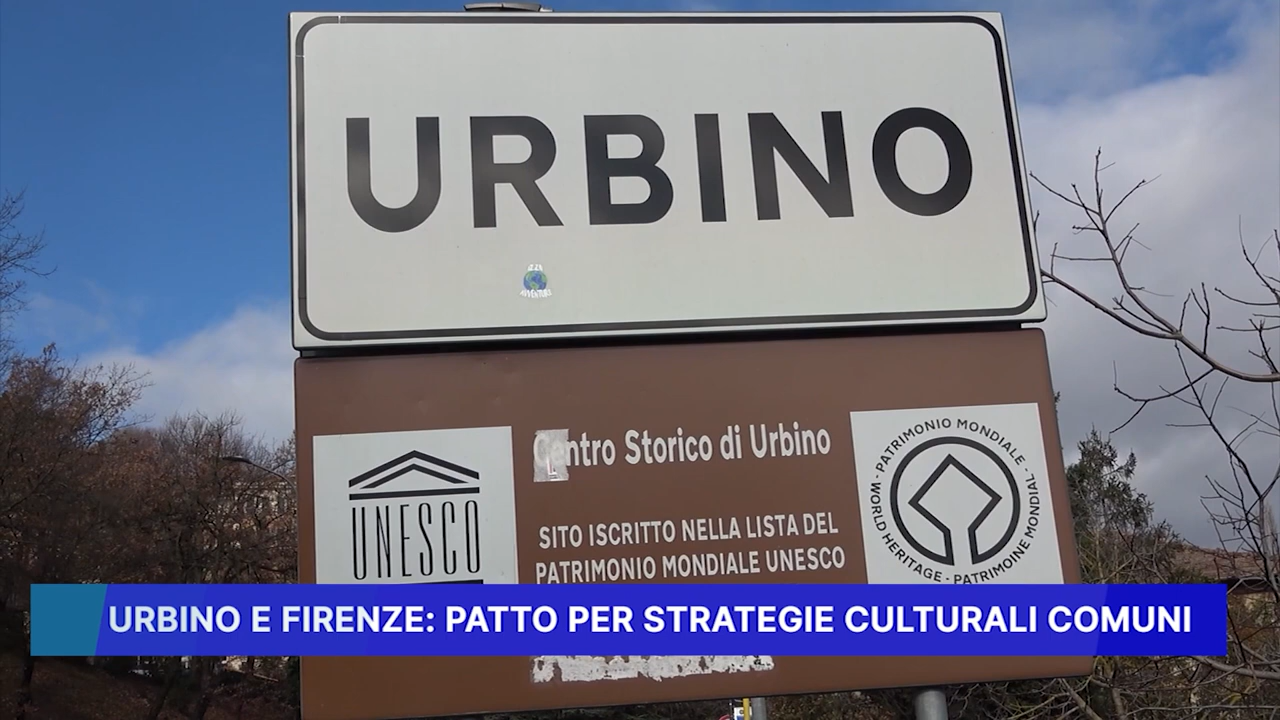 URBINO
AVVENTURE
Centro Storico di Urbino
UNESCO
SITO ISCRITTO NELLA LISTA DEL
PATRIMONIO MONDIALE UNESCO
· PATRIMONIO MONDIALE · WORLD HERITAGE · PATRIMOINE MONDIAL
URBINO E FIRENZE: PATTO PER STRATEGIE CULTURALI COMUNI